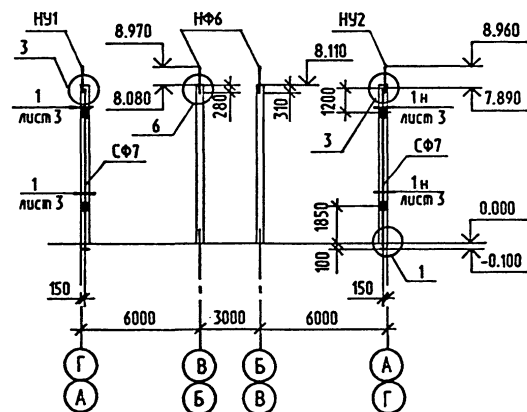 НУ1
НФ6
НУ2
8.970
8.960
3
8.110
8.080
7.890
280
310
1200
1
лист 3
6
3
1н
лист 3
СФ7
СФ7
1
лист 3
1н
лист 3
1850
0.000
100
-0.100
1
150
150
6000
3000
6000
Г
В
Б
А
А
Б
В
Г